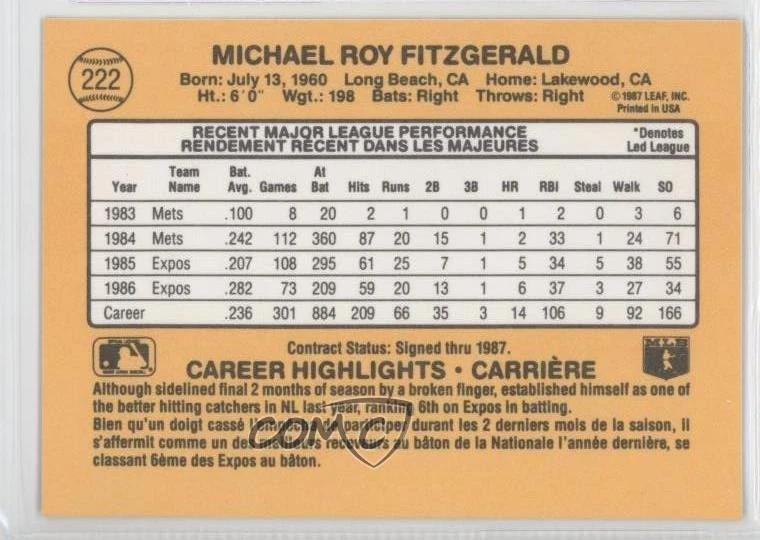 222
MICHAEL ROY FITZGERALD
Born: July 13, 1960 Long Beach, CA Home: Lakewood, CA
Ht.: 6'0" Wgt.: 198 Bats: Right Throws: Right
©1987 LEAF, INC.
Printed in USA
RECENT MAJOR LEAGUE PERFORMANCE
RENDEMENT RÉCENT DANS LES MAJEURES
*Denotes
Led League
Year Team Name Bat. Avg. Games At Bat Hits Runs 2B 3B HR RBI Steal Walk SO
1983 Mets .100 8 20 2 1 0 0 1 2 0 3 6
1984 Mets .242 112 360 87 20 15 1 2 33 1 24 71
1985 Expos .207 108 295 61 25 7 1 5 34 5 38 55
1986 Expos .282 73 209 59 20 13 1 6 37 3 27 34
Career .236 301 884 209 66 35 3 14 106 9 92 166
Contract Status: Signed thru 1987.
CAREER HIGHLIGHTS • CARRIÈRE
MLB
Although sidelined final 2 months of season by a broken finger, established himself as one of
the better hitting catchers in NL last year, ranking 6th on Expos in batting.
Bien qu'un doigt cassé l'empêcha de participer durant les 2 derniers mois de la saison, il
s'affermit comme un des meilleurs receveurs au bâton de la Nationale l'année dernière, se
classant 6ème des Expos au bâton.
COMC